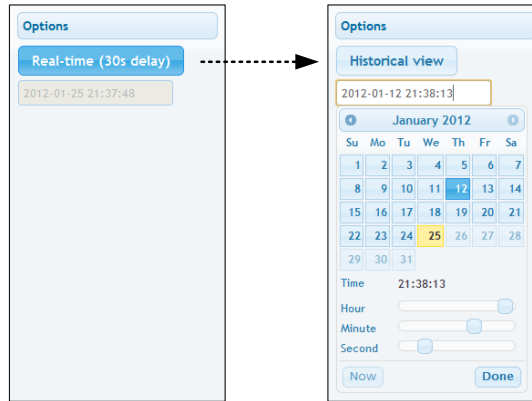 Options
Real-time (30s delay)
2012-01-25 21:37:48
Options
Historical view
2012-01-12 21:38:13
January 2012
Su Mo Tu We Th Fr Sa
1 2 3 4 5 6 7
8 9 10 11 12 13 14
15 16 17 18 19 20 21
22 23 24 25 26 27 28
29 30 31
Time 21:38:13
Hour
Minute
Second
Now Done